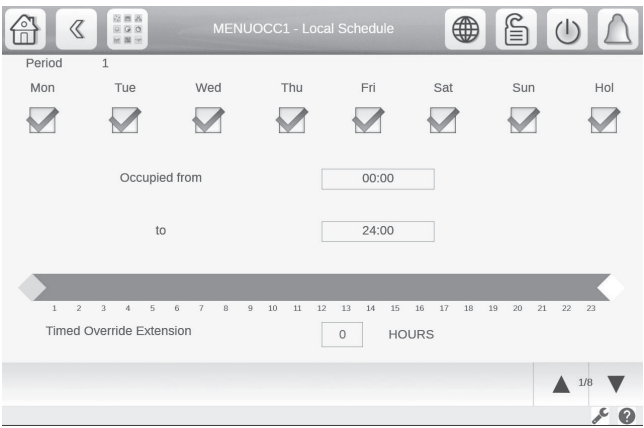 MENUOCC1 - Local Schedule
Period 1
Mon Tue Wed Thu Fri Sat Sun Hol
Occupied from 00:00
to 24:00
1 2 3 4 5 6 7 8 9 10 11 12 13 14 15 16 17 18 19 20 21 22 23
Timed Override Extension 0 HOURS
1/8
?